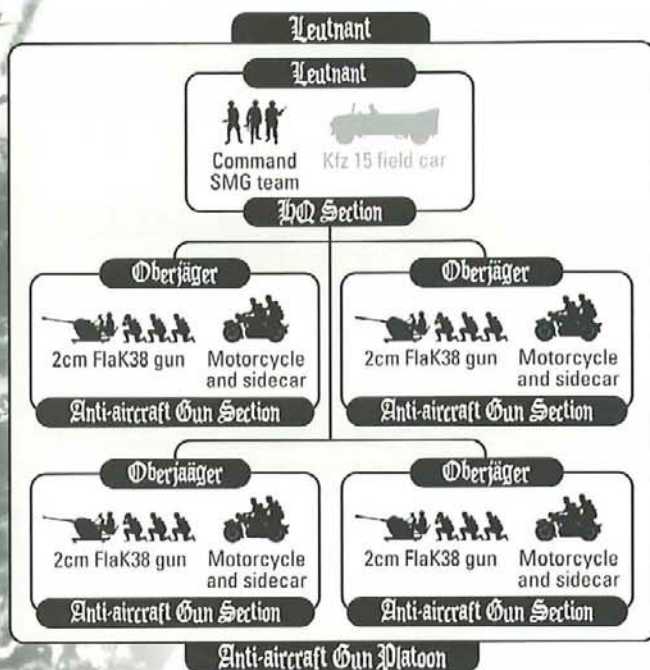 Leutnant
Leutnant
Command
SMG team
Kfz 15 field car
HQ Section
Oberjäger
2cm FlaK38 gun
Motorcycle
and sidecar
Anti-aircraft Gun Section
Oberjäger
2cm FlaK38 gun
Motorcycle
and sidecar
Anti-aircraft Gun Section
Oberjaäger
2cm FlaK38 gun
Motorcycle
and sidecar
Anti-aircraft Gun Section
Oberjäger
2cm FlaK38 gun
Motorcycle
and sidecar
Anti-aircraft Gun Section
Anti-aircraft Gun Platoon